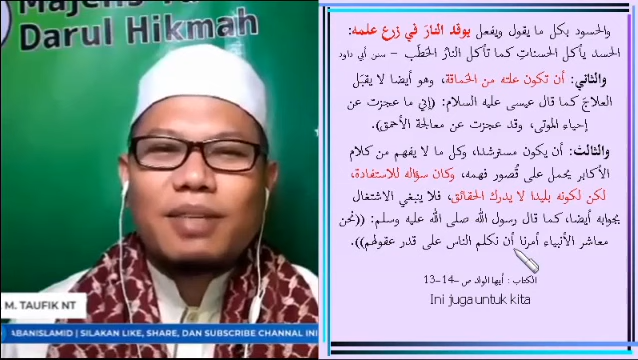 Darul Hikmah
M. TAUFIK NT
ABANISLAMID | SILAKAN LIKE, SHARE, DAN SUBSCRIBE CHANNAL INI
والحسود بكل ما يقول ويفعل يوقد النارَ في زرع علمه:
الحسد يأكل الحسناتِ كما تأكل النارُ الحَطَب – سنن أبي داود
والثاني: أن تكون علته من الحماقة، وهو أيضا لا يقبَل
العلاجَ كما قال عيسى عليه السلام: (إني ما عجزت عن
إحياء الموتى، وقد عجزت عن معالجة الأحمق).
والثالث: أن يكون مسترشدا، وكل ما لا يفهم من كلام
الأكابر يحمل على قُصور فهمه، وكان سؤاله للاستفادة،
لكن لكونه بليدا لا يدرك الحقائق، فلا ينبغي الاشتغال
بجوابه أيضا، كما قال رسول الله صلى الله عليه وسلم: ((نحن
معاشر الأنبياء أمرنا أن نكلم الناس على قدر عقولهم)).
الكتاب : أيها الولد ص -14-13
Ini juga untuk kita